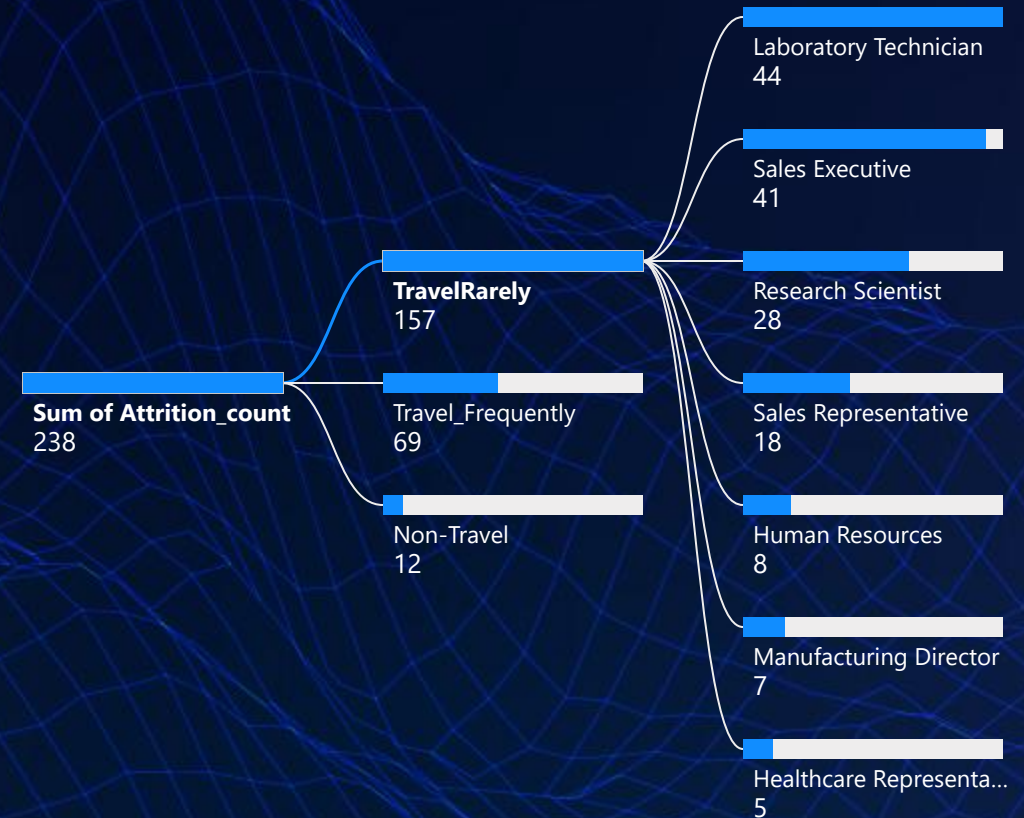 Sum of Attrition_count
238
TravelRarely
157
Travel_Frequently
69
Non-Travel
12
Laboratory Technician
44
Sales Executive
41
Research Scientist
28
Sales Representative
18
Human Resources
8
Manufacturing Director
7
Healthcare Representa...
5